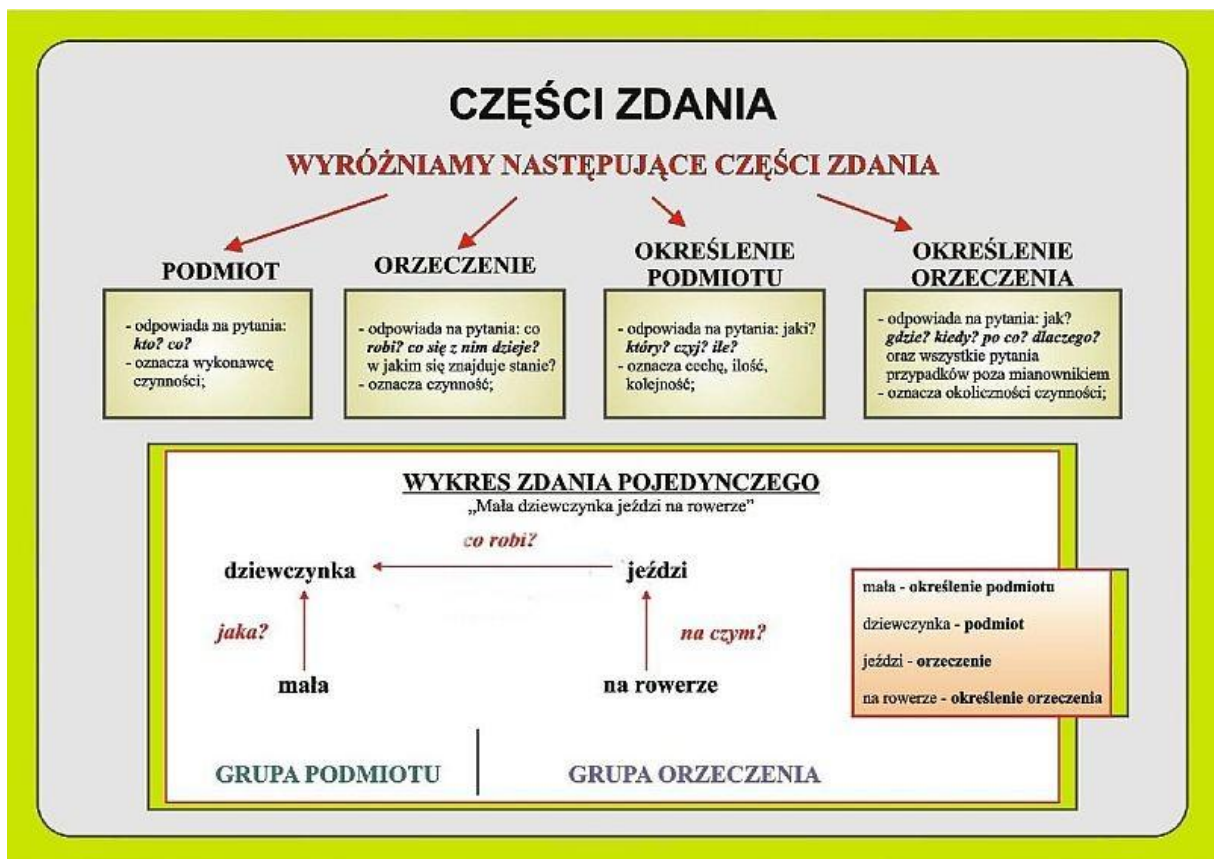 CZĘŚCI ZDANIA
WYRÓŻNIAMY NASTĘPUJĄCE CZĘŚCI ZDANIA
PODMIOT
- odpowiada na pytania:
kto? co?
- oznacza wykonawcę
czynności;
ORZECZENIE
- odpowiada na pytania: co
robi? co się z nim dzieje?
w jakim się znajduje stanie?
- oznacza czynność;
OKREŚLENIE
PODMIOTU
- odpowiada na pytania: jaki?
który? czyj? ile?
- oznacza cechę, ilość,
kolejność;
OKREŚLENIE
ORZECZENIA
- odpowiada na pytania: jak?
gdzie? kiedy? po co? dlaczego?
oraz wszystkie pytania
przypadków poza mianownikiem
- oznacza okoliczności czynności;
WYKRES ZDANIA POJEDYNCZEGO
„Mała dziewczynka jeździ na rowerze”
co robi?
dziewczynka
jeździ
jaka?
na czym?
mała
na rowerze
GRUPA PODMIOTU
GRUPA ORZECZENIA
mała - określenie podmiotu
dziewczynka - podmiot
jeździ - orzeczenie
na rowerze - określenie orzeczenia